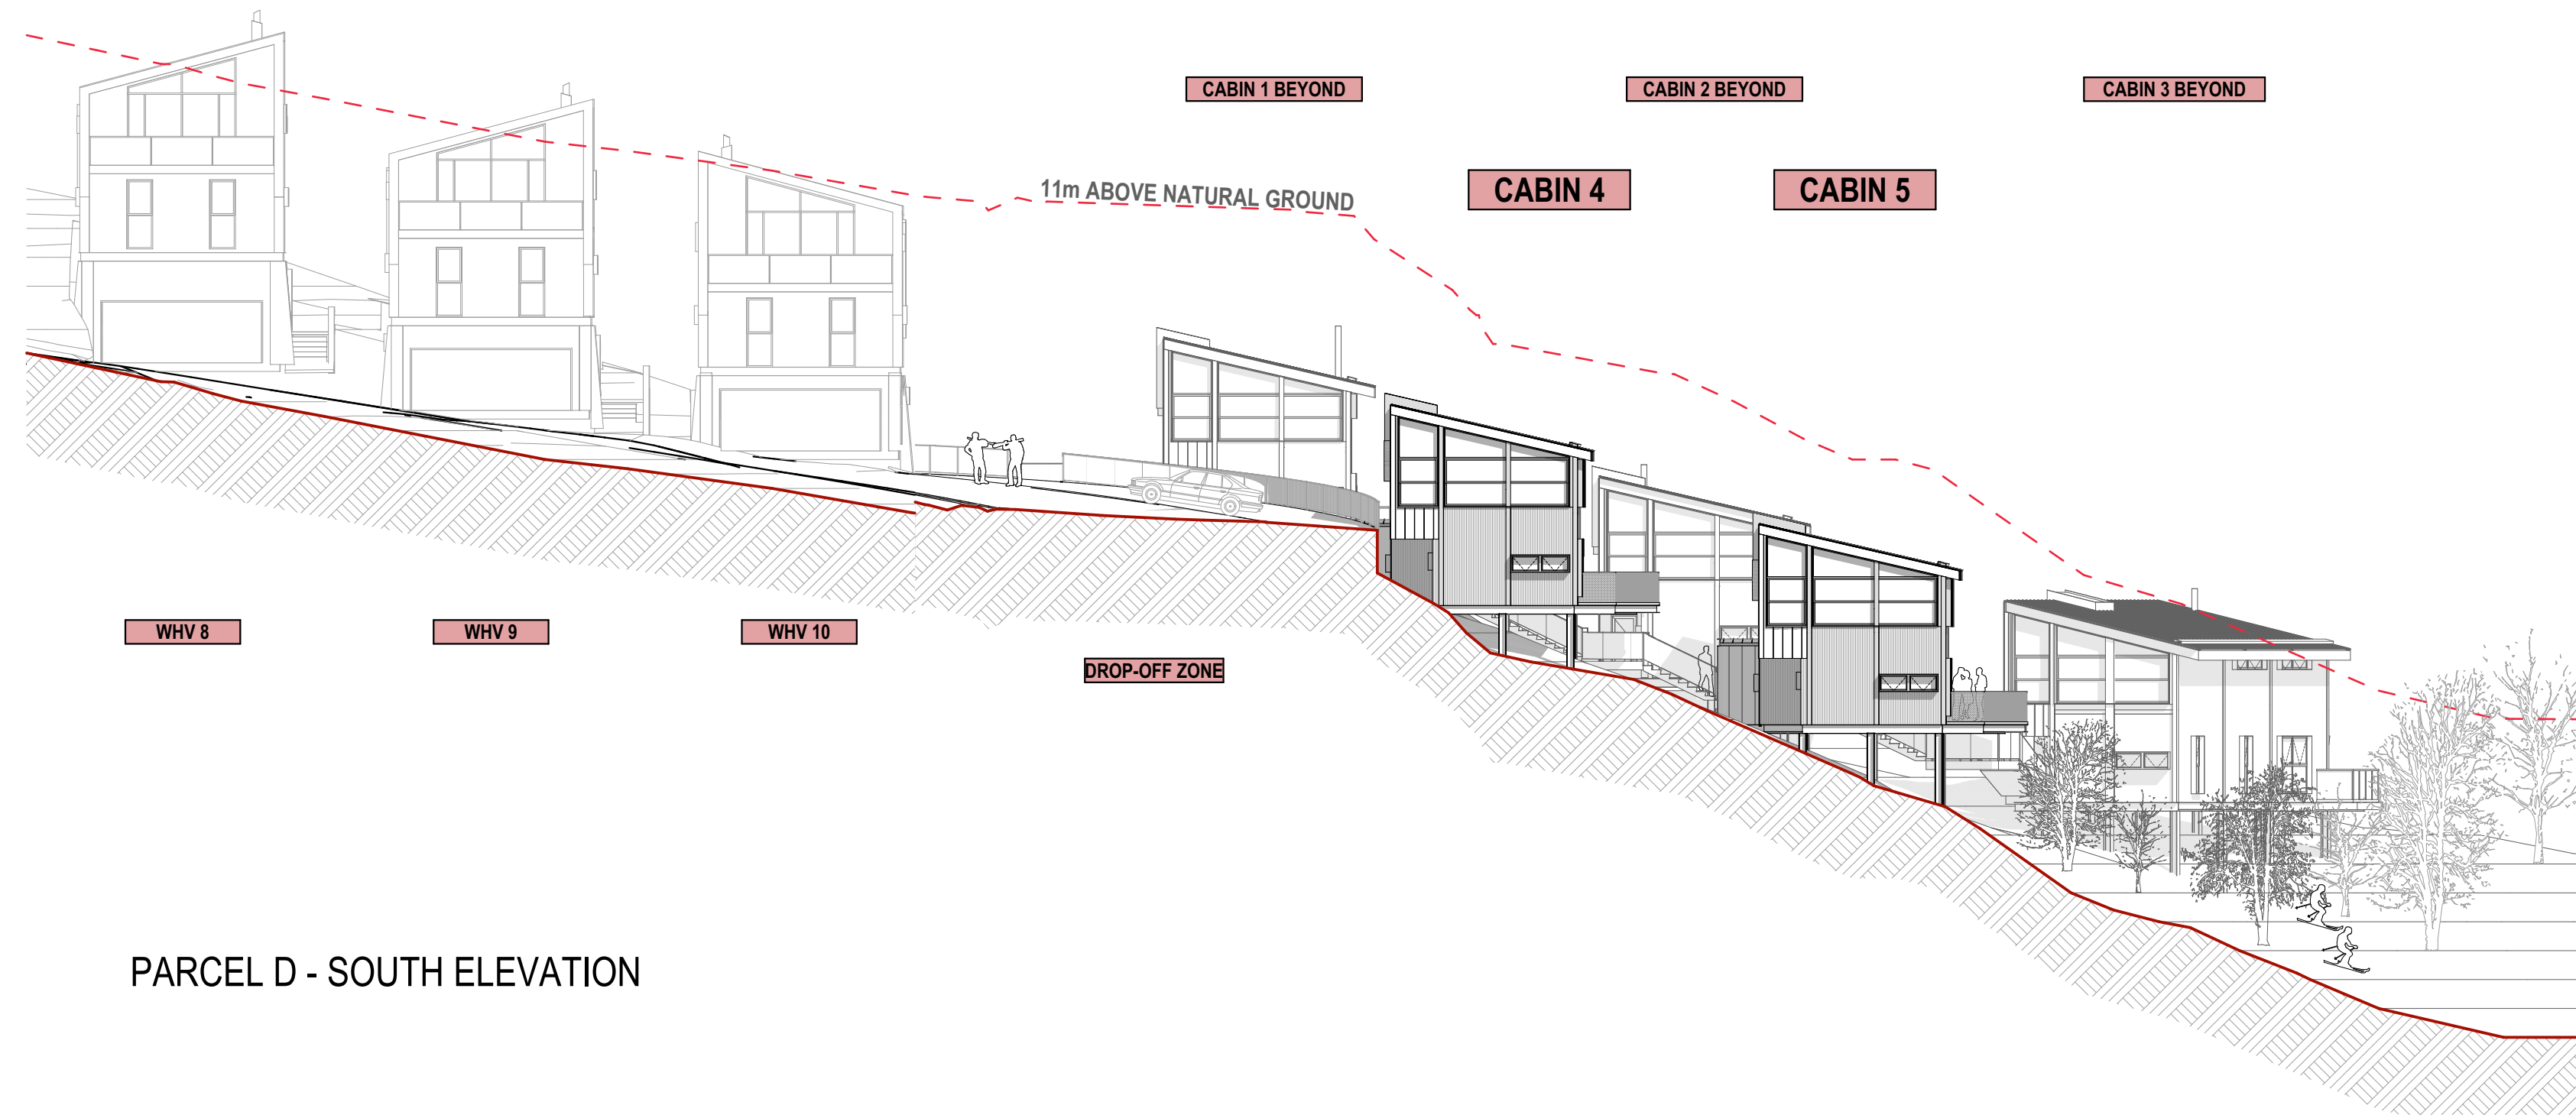 CABIN 1 BEYOND
CABIN 2 BEYOND
CABIN 3 BEYOND
CABIN 4
CABIN 5
11m ABOVE NATURAL GROUND
WHV 8
WHV 9
WHV 10
DROP-OFF ZONE
PARCEL D - SOUTH ELEVATION